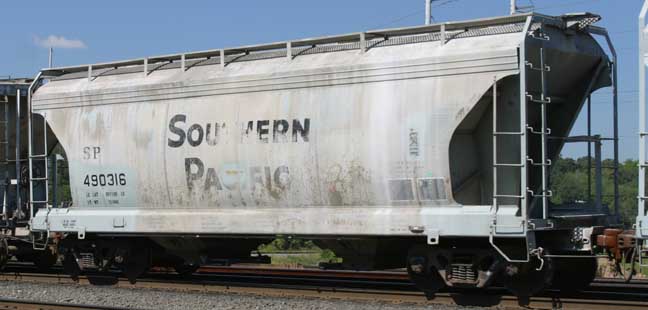 SOUTHERN
PACIFIC
SP
490316